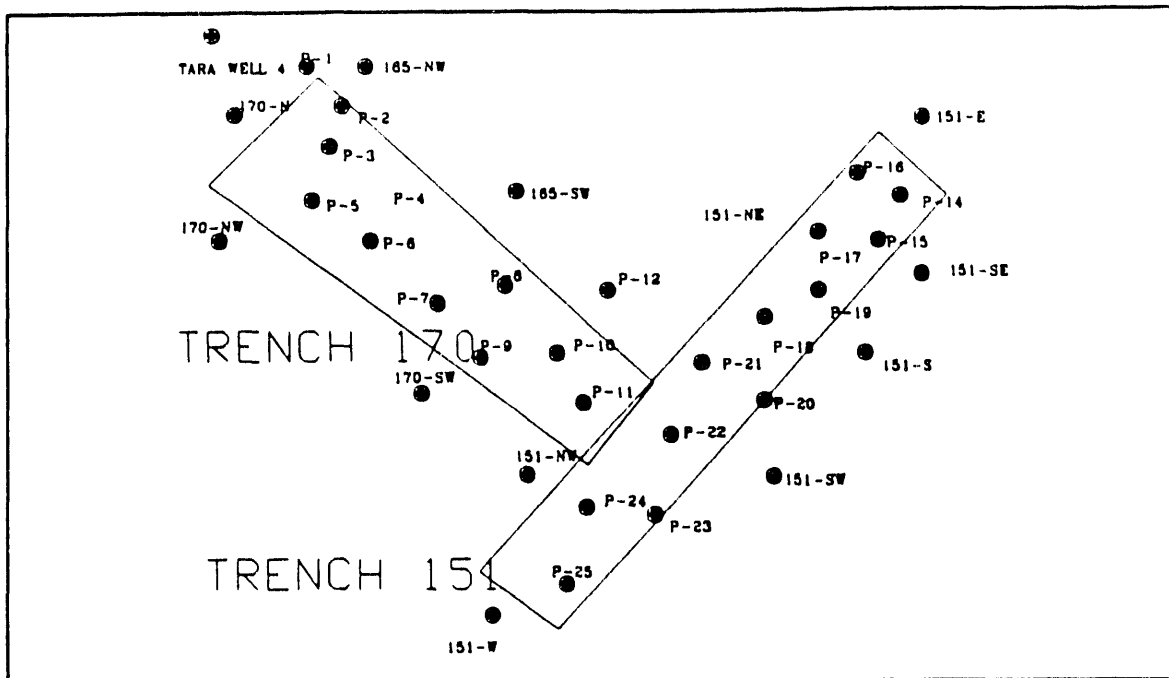 P-1
TARA WELL 4
165-NW
170-N
P-2
151-E
P-3
P-16
P-4
165-SW
P-14
P-5
151-NE
170-NW
P-6
P-15
P-17
P-8
P-12
151-SE
P-7
P-19
TRENCH 170
P-9
P-10
P-18
P-21
151-S
170-SW
P-11
P-20
P-22
151-NW
151-SW
P-24
P-23
TRENCH 151
P-25
151-W